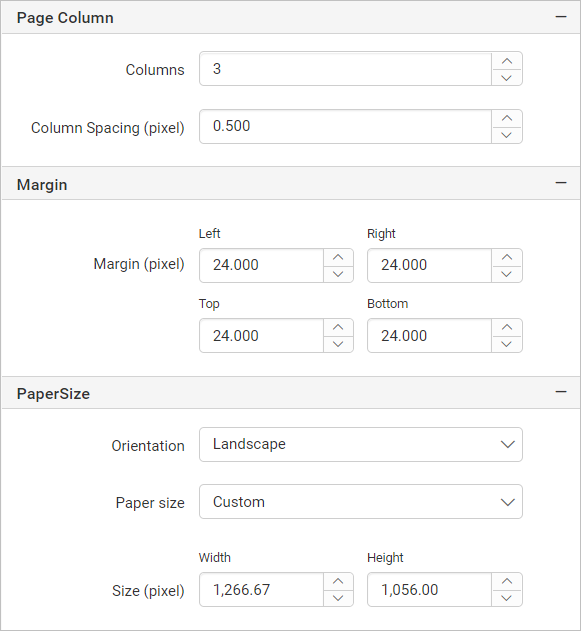 Page Column
Columns 3
Column Spacing (pixel) 0.500
Margin
Left Right
Margin (pixel) 24.000 24.000
Top Bottom
24.000 24.000
PaperSize
Orientation Landscape
Paper size Custom
Width Height
Size (pixel) 1,266.67 1,056.00